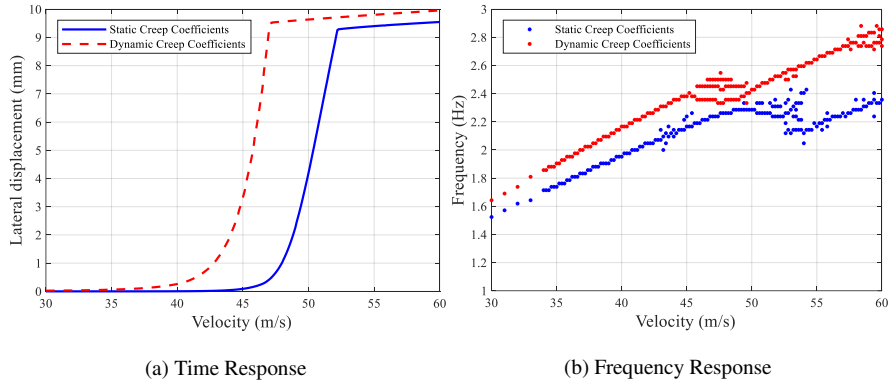 Lateral displacement (mm)
10
9
8
7
6
5
4
3
2
1
0
Static Creep Coefficients
Dynamic Creep Coefficients
30 35 40 45 50 55 60
Velocity (m/s)
(a) Time Response
Frequency (Hz)
3
2.8
2.6
2.4
2.2
2
1.8
1.6
1.4
1.2
1
Static Creep Coefficients
Dynamic Creep Coefficients
30 35 40 45 50 55 60
Velocity (m/s)
(b) Frequency Response